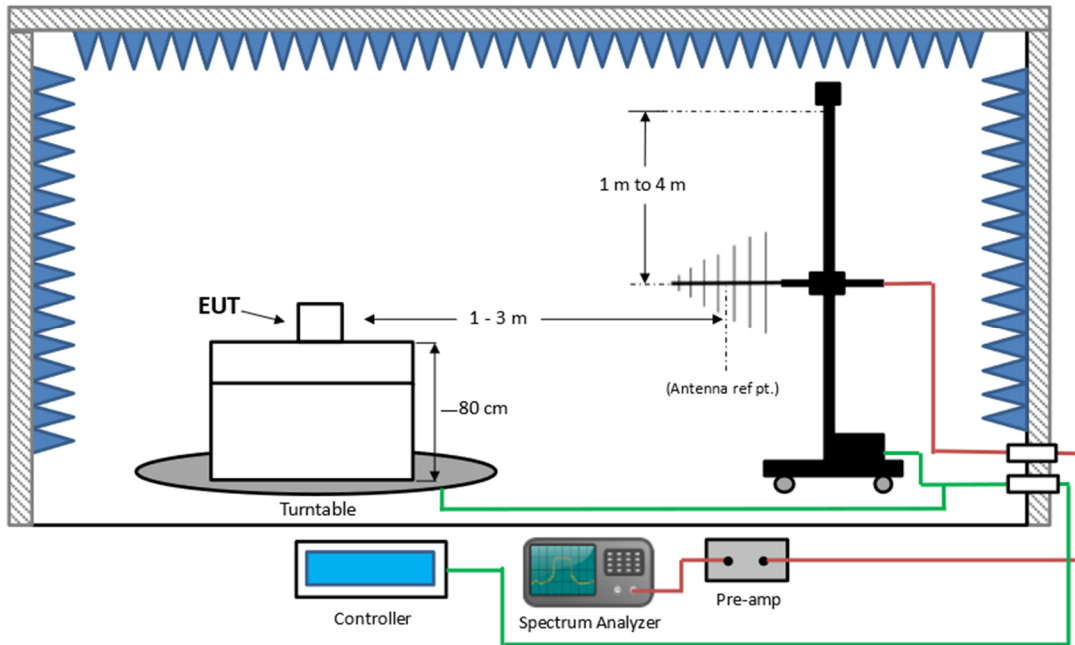 1 m to 4 m
EUT
1 - 3 m
(Antenna ref pt.)
80 cm
Turntable
Controller
Spectrum Analyzer
Pre-amp